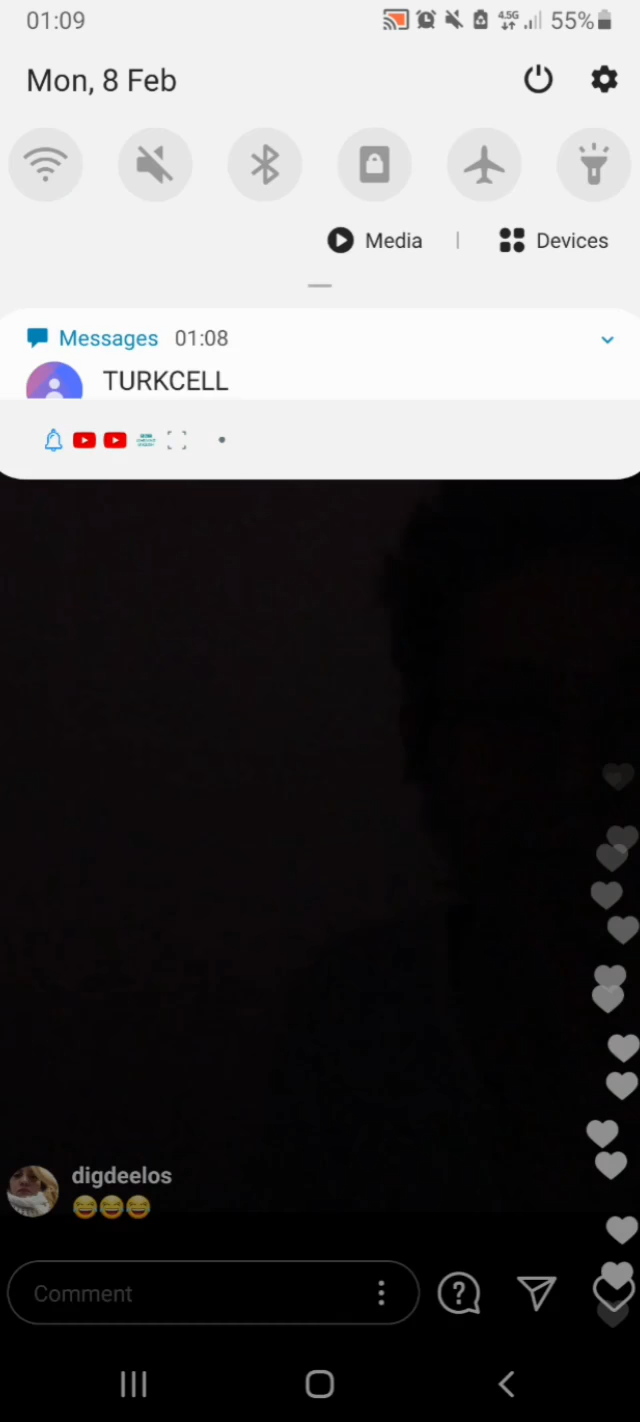 01:09
4.5G
55%
Mon, 8 Feb
Media | Devices
Messages 01:08
TURKCELL
digdeelos
😂😂😂
Comment